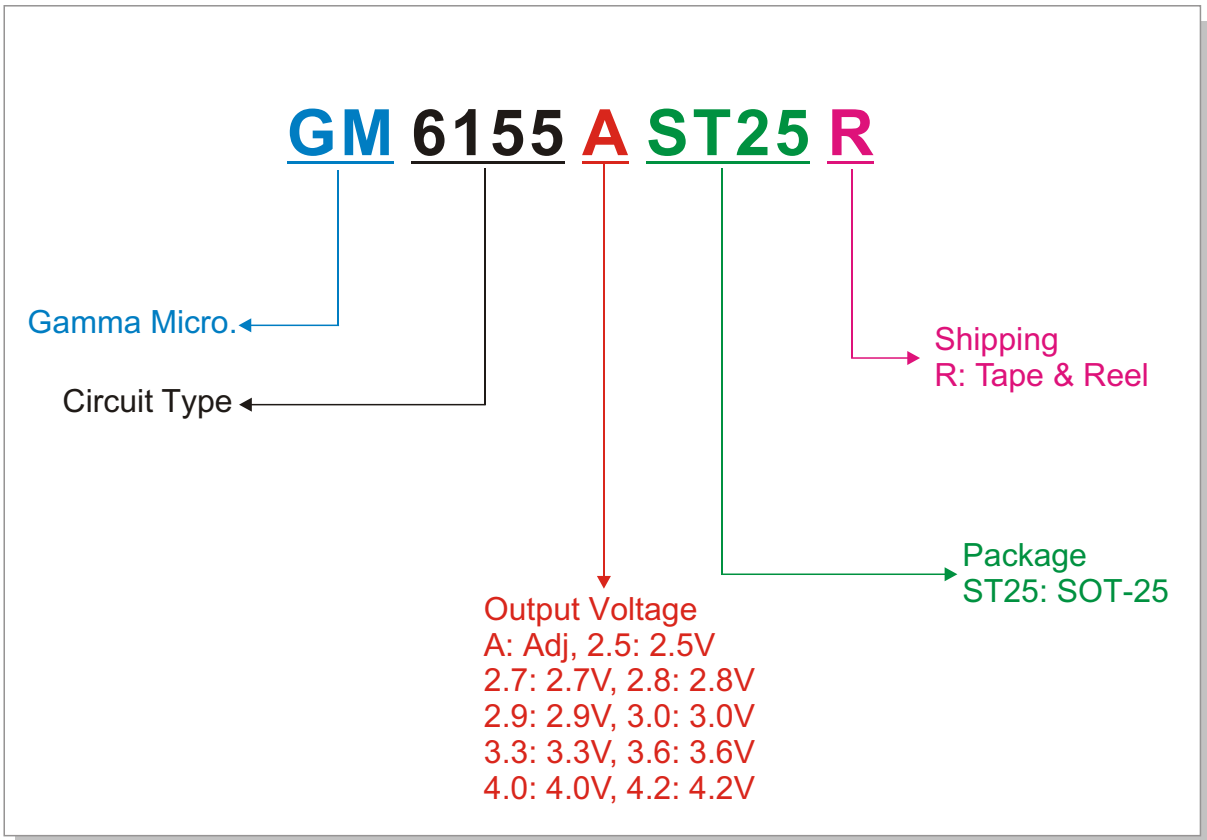 GM 6155 A ST25 R
Gamma Micro.
Circuit Type
Shipping
R: Tape & Reel
Package
ST25: SOT-25
Output Voltage
A: Adj, 2.5: 2.5V
2.7: 2.7V, 2.8: 2.8V
2.9: 2.9V, 3.0: 3.0V
3.3: 3.3V, 3.6: 3.6V
4.0: 4.0V, 4.2: 4.2V